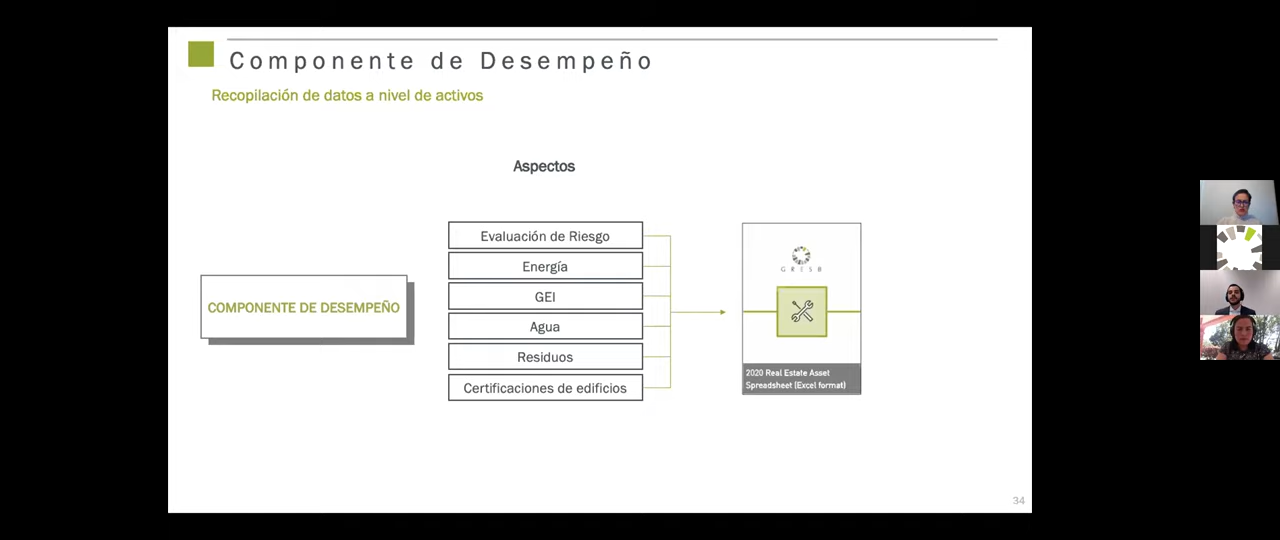 Componente de Desempeño
Recopilación de datos a nivel de activos
Aspectos
Evaluación de Riesgo
Energía
GEI
Agua
Residuos
Certificaciones de edificios
COMPONENTE DE DESEMPEÑO
GRESB
2020 Real Estate Asset
Spreadsheet (Excel format)
34